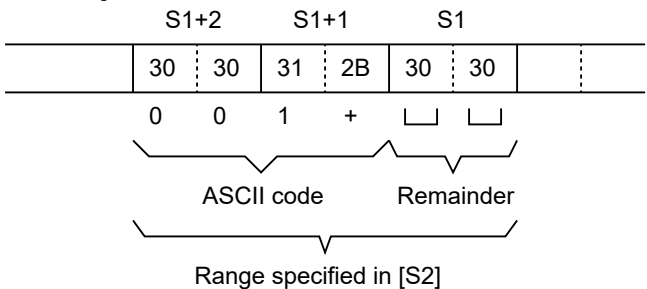 S1+2 S1+1 S1
30 30 31 2B 30 30
0 0 1 + ␣ ␣
ASCII code Remainder
Range specified in [S2]